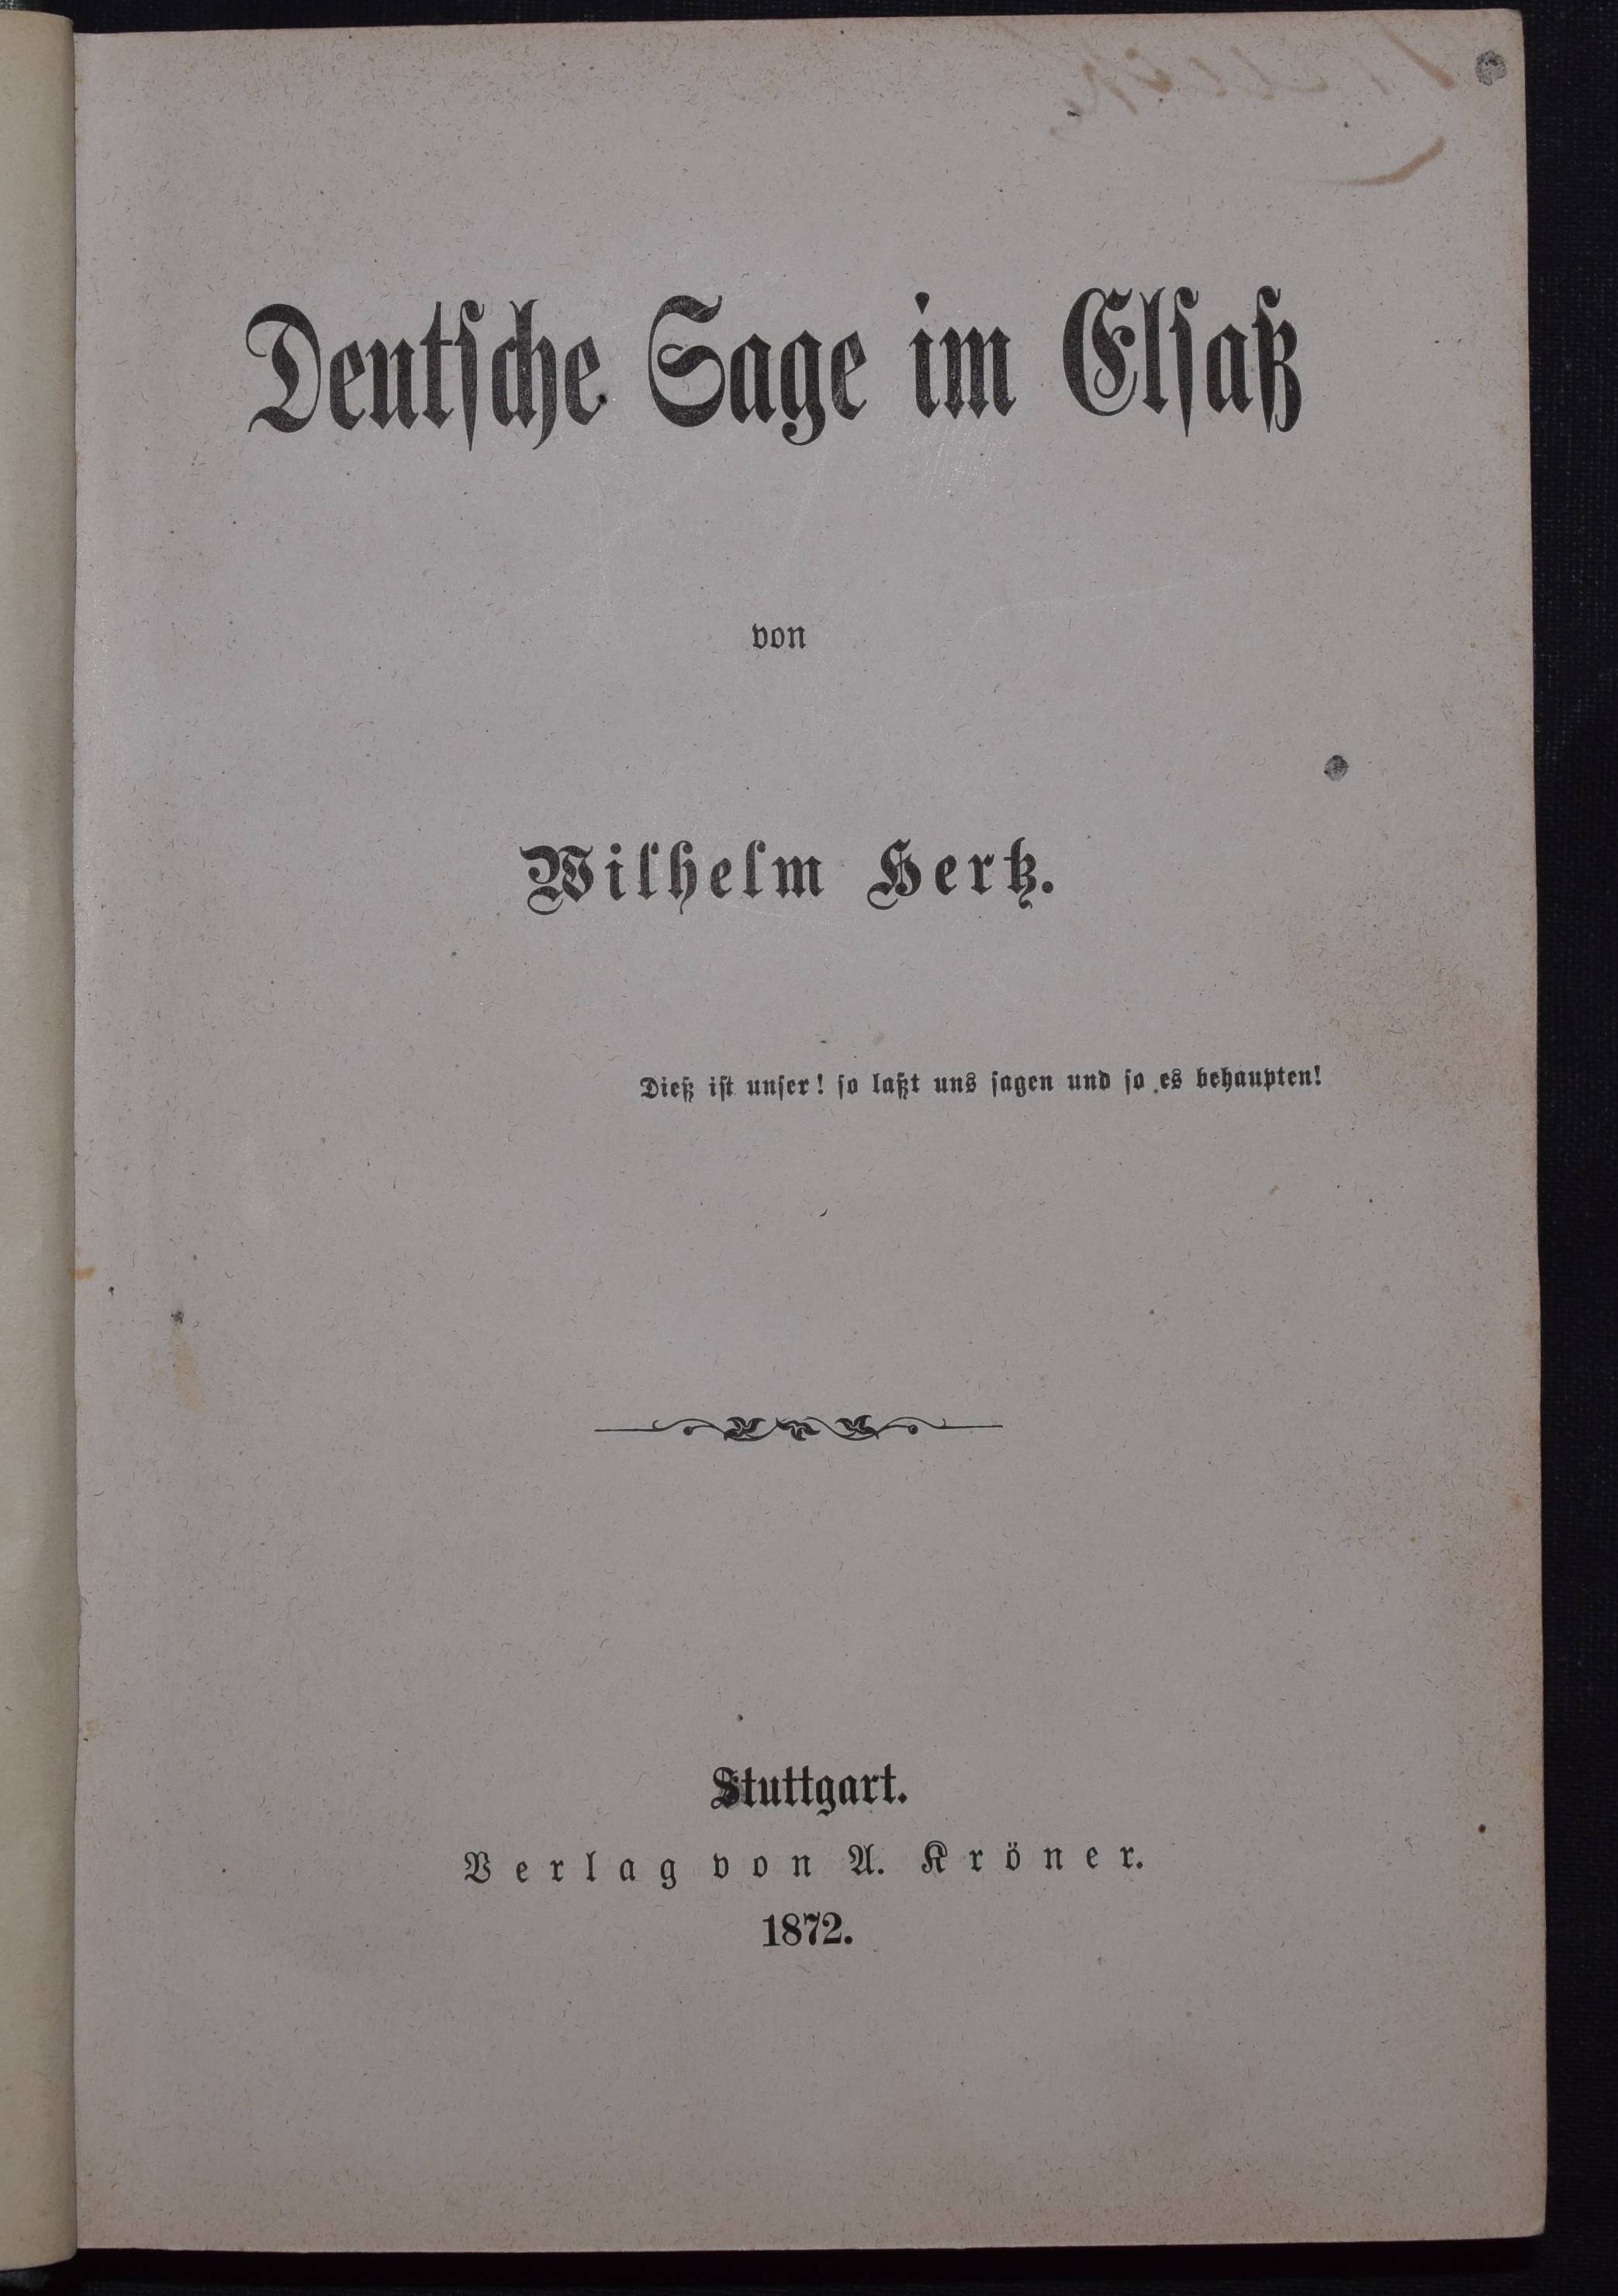 Deutsche Sage im Elsaß
von
Wilhelm Hertz.
Dieß ist unser! so laßt uns sagen und so es behaupten!
Stuttgart.
Verlag von A. Kröner.
1872.